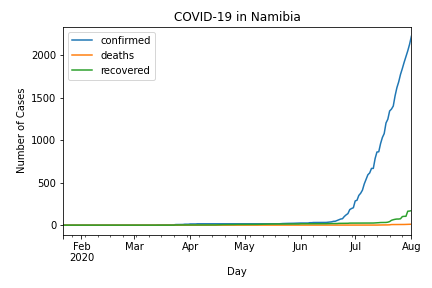 COVID-19 in Namibia
confirmed
deaths
recovered
Number of Cases
2000
1500
1000
500
0
Feb Mar Apr May Jun Jul Aug
2020
Day